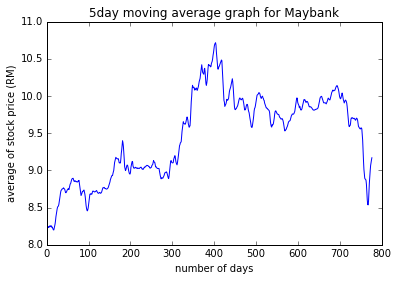 5day moving average graph for Maybank
11.0
10.5
10.0
9.5
9.0
8.5
8.0
average of stock price (RM)
0 100 200 300 400 500 600 700 800
number of days